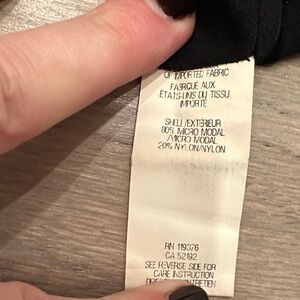 OF IMPORTED FABRIC
FABRIQUÉ AUX
ÉTATS-UNIS DU TISSU
IMPORTÉ
SHELL/EXTÉRIEUR
80% MICRO MODAL
/MICRO MODAL
20% NYLON/NYLON
RN 119376
CA 52192
SEE REVERSE SIDE FOR
CARE INSTRUCTION